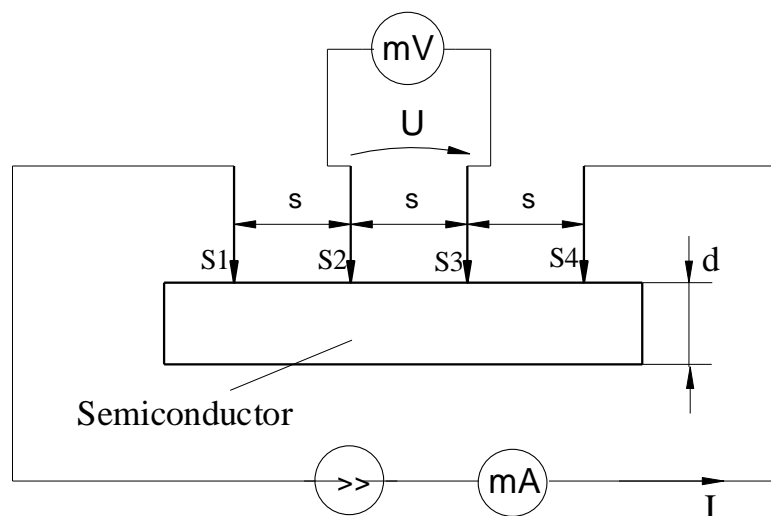 mV
U
s s s
S1 S2 S3 S4 d
Semiconductor
>> mA
I